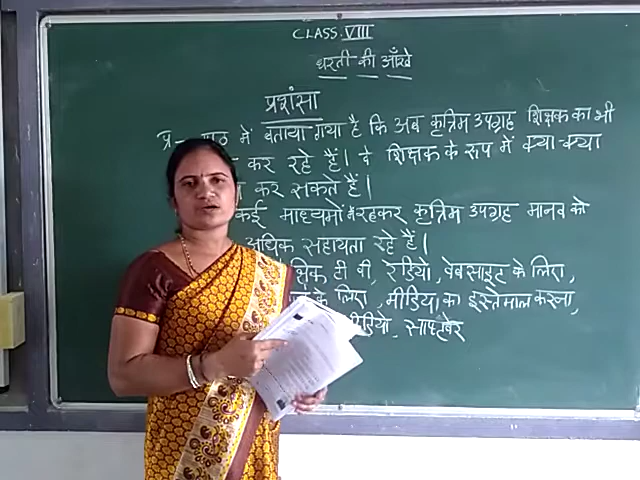 CLASS. VIII
धरती की आँखे
प्रशंसा
प्र- पाठ में बताया गया है कि अब कृत्रिम उपग्रह शिक्षक का भी
कर रहे हैं। वे शिक्षक के रूप में क्या-क्या
कर सकते हैं।
कई माध्यमों में रहकर कृत्रिम उपग्रह मानव को
अधिक सहायता रहे हैं।
टी वी, रेडियो, वेबसाइट के लिए,
के लिए, मीडिया का इस्तेमाल करना,